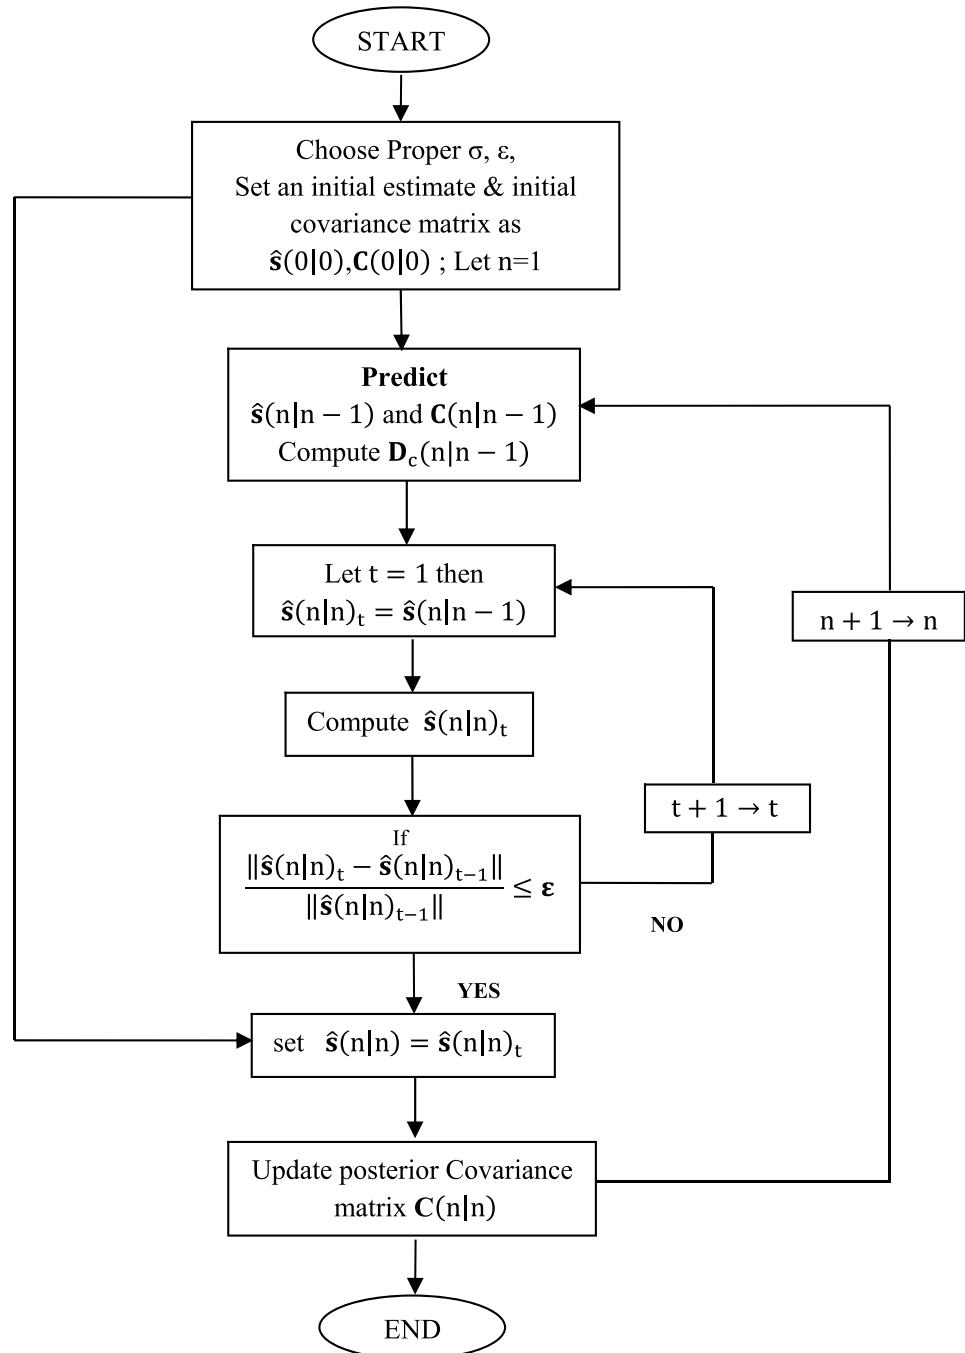 START
Choose Proper σ, ε,
Set an initial estimate & initial
covariance matrix as
ŝ(0|0),C(0|0) ; Let n=1
Predict
ŝ(n|n − 1) and C(n|n − 1)
Compute D_c(n|n − 1)
Let t = 1 then
ŝ(n|n)_t = ŝ(n|n − 1)
n + 1 → n
Compute ŝ(n|n)_t
t + 1 → t
If
‖ŝ(n|n)_t − ŝ(n|n)_{t−1}‖
‖ŝ(n|n)_{t−1}‖
≤ ε
NO
YES
set ŝ(n|n) = ŝ(n|n)_t
Update posterior Covariance
matrix C(n|n)
END